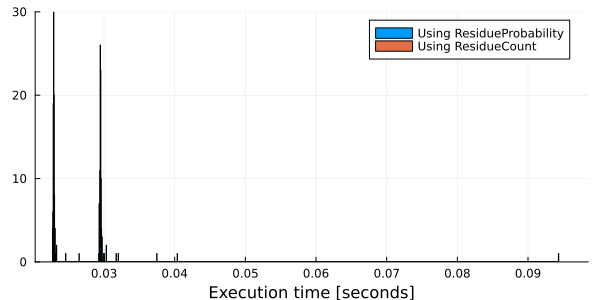 30
Using ResidueProbability
Using ResidueCount
20
10
0
0.03 0.04 0.05 0.06 0.07 0.08 0.09
Execution time [seconds]